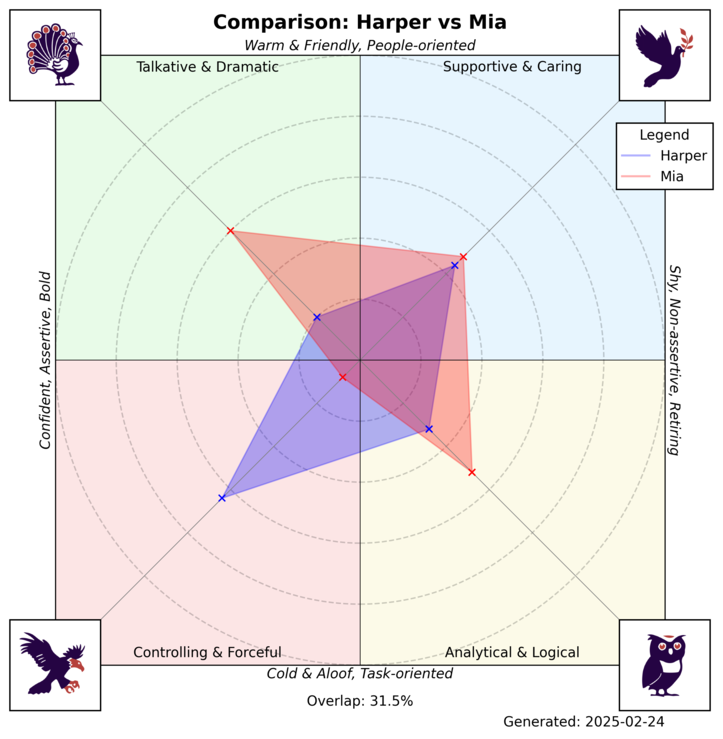 Comparison: Harper vs Mia
Warm & Friendly, People-oriented
Talkative & Dramatic
Supportive & Caring
Legend
Harper
Mia
Confident, Assertive, Bold
Shy, Non-assertive, Retiring
Controlling & Forceful
Analytical & Logical
Cold & Aloof, Task-oriented
Overlap: 31.5%
Generated: 2025-02-24